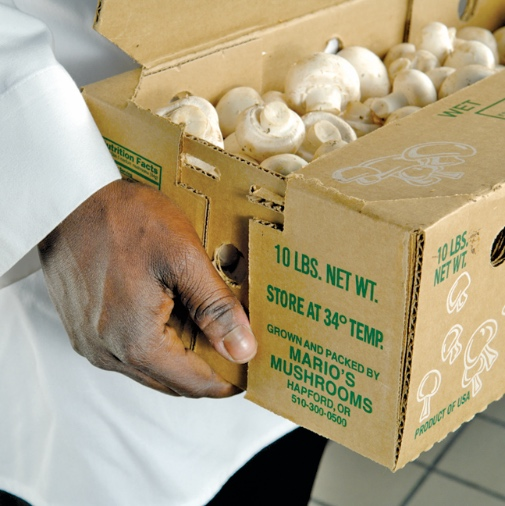 Nutrition Facts
WET
10 LBS. NET WT.
STORE AT 34° TEMP.
GROWN AND PACKED BY
MARIO'S
MUSHROOMS
HAPFORD, OR
510-300-0500
10 LBS.
NET WT.
PRODUCT OF USA